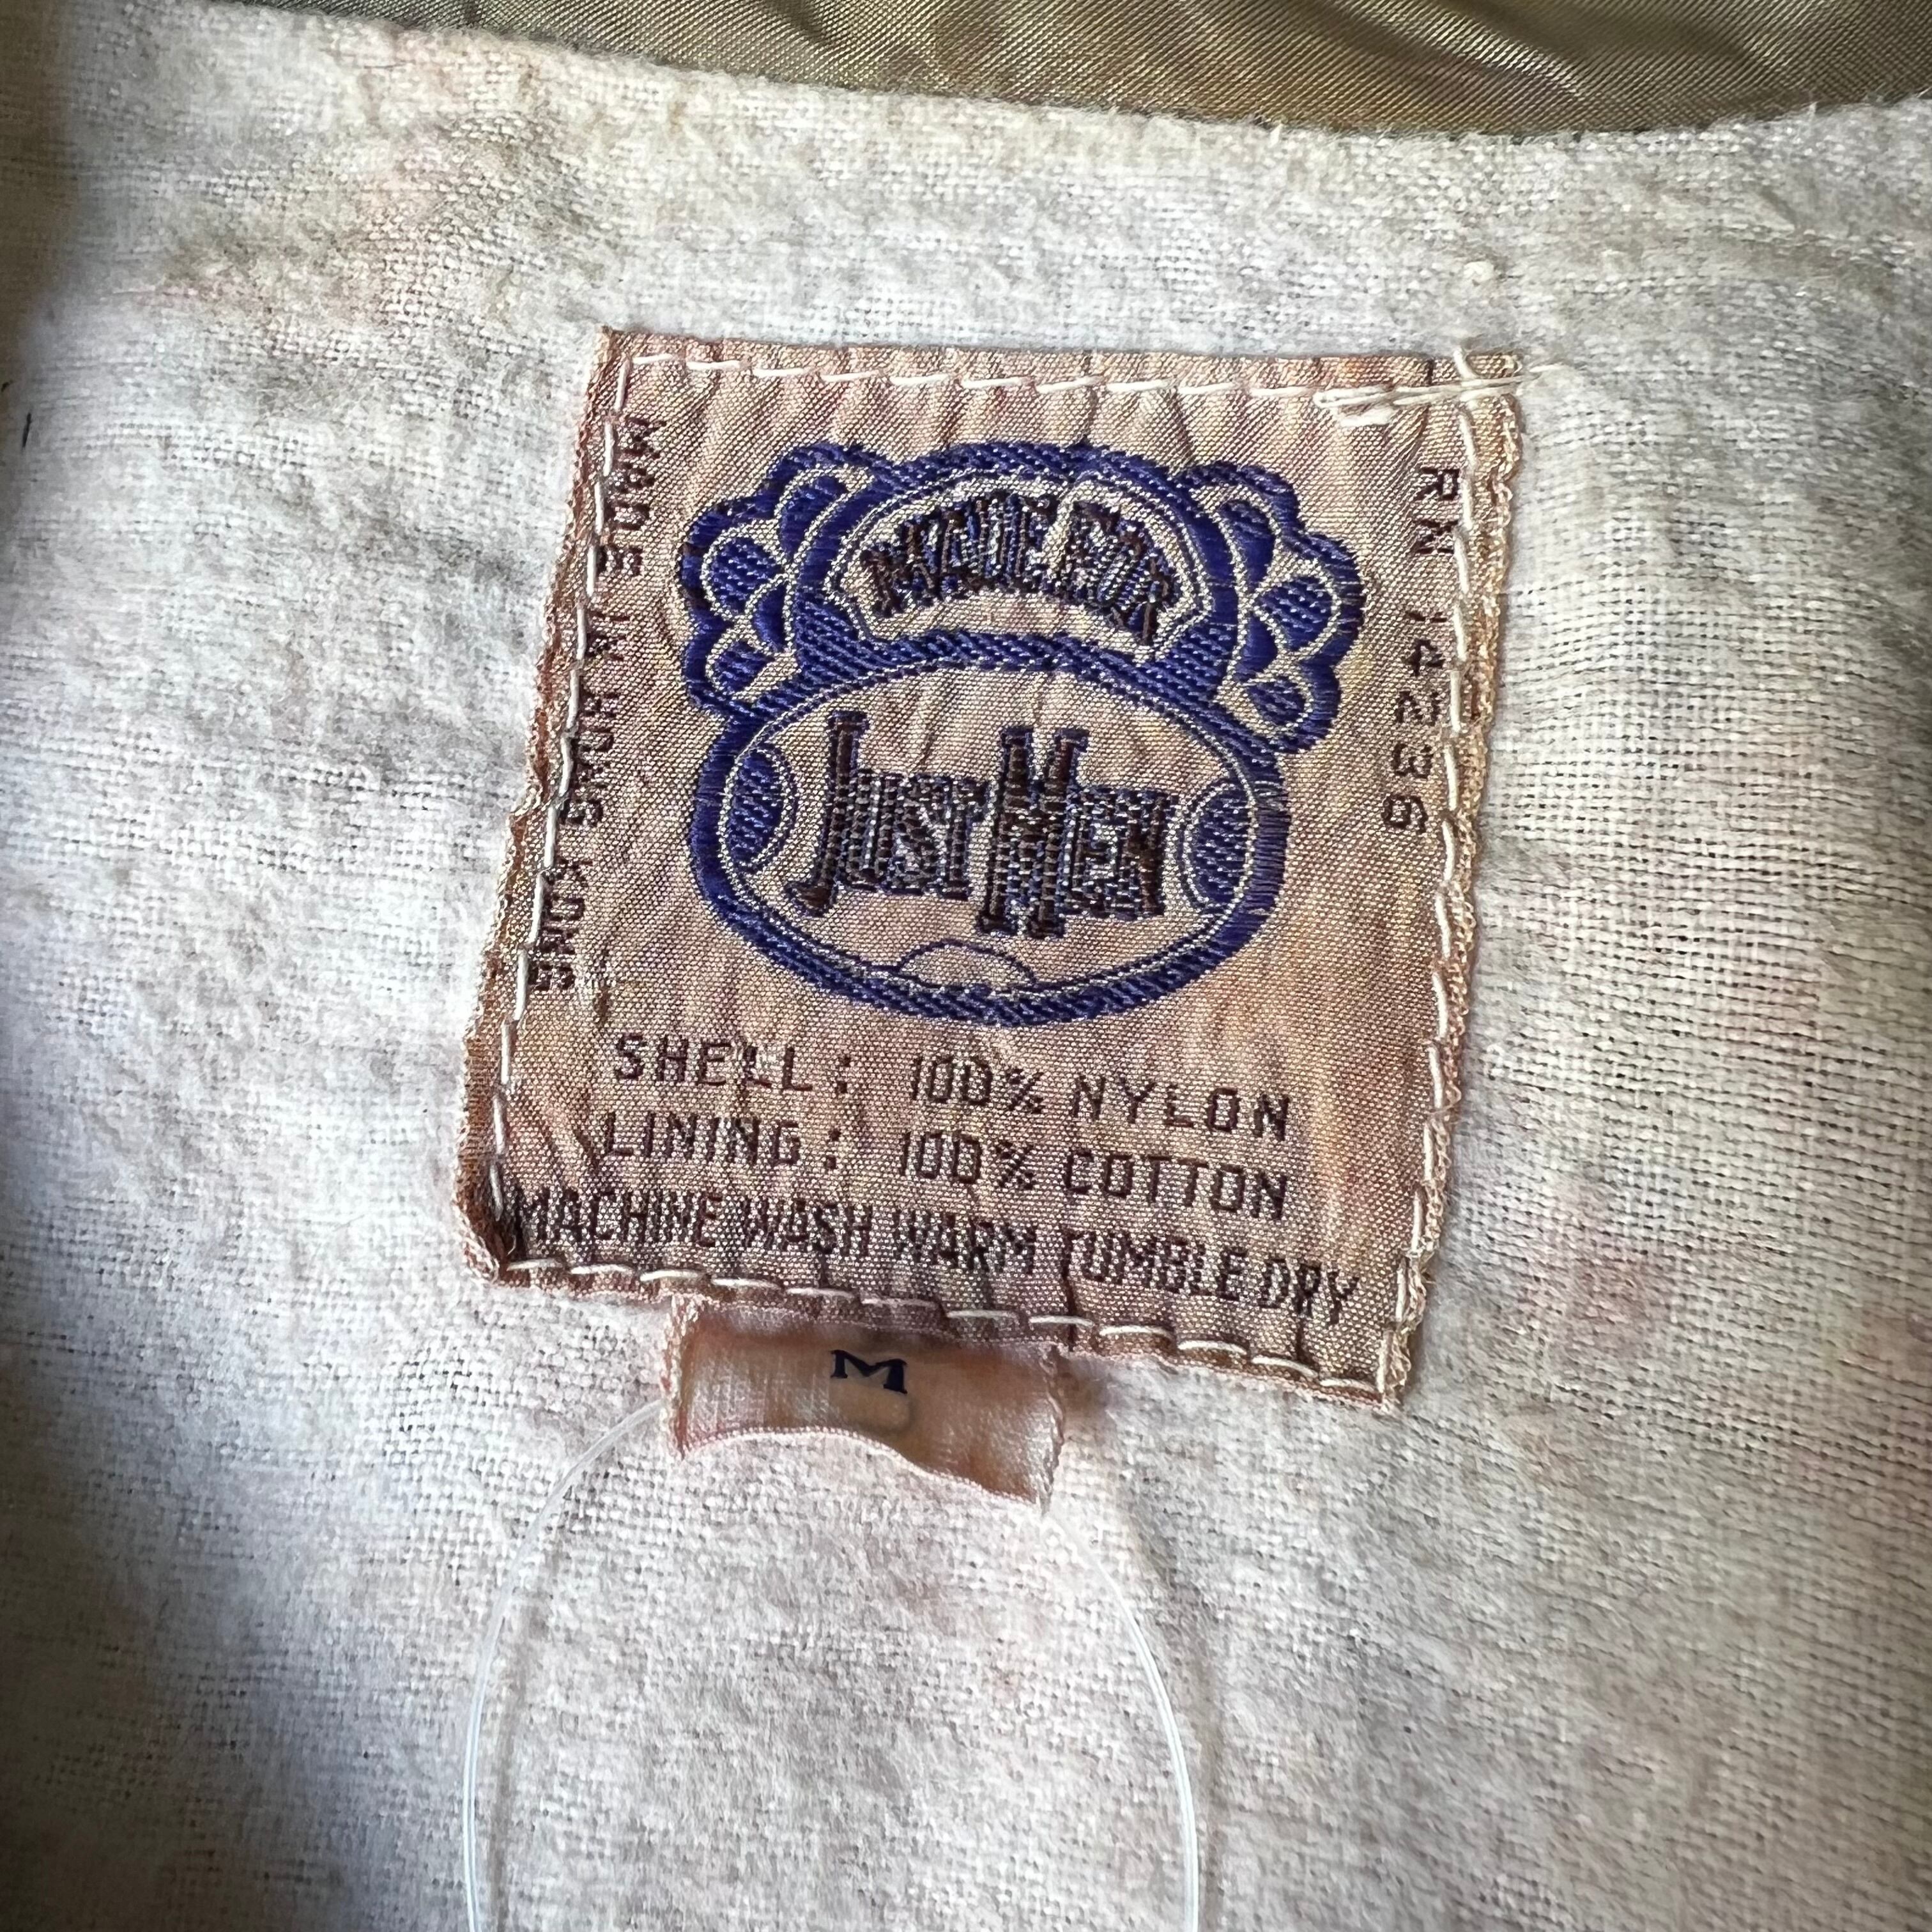 MADE FOR
JUST MEN
MADE IN HONG KONG
RN 14236
SHELL: 100% NYLON
LINING: 100% COTTON
MACHINE WASH WARM TUMBLE DRY
M